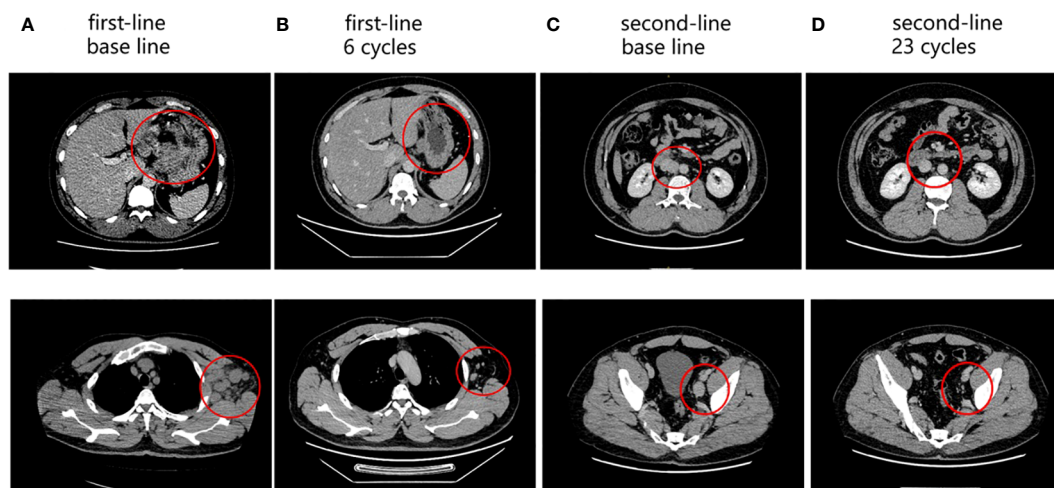 A
first-line
base line
B
first-line
6 cycles
C
second-line
base line
D
second-line
23 cycles